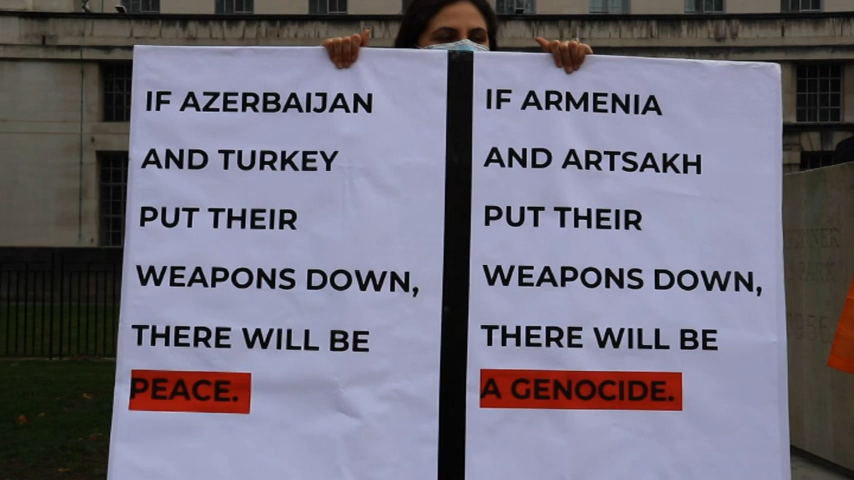 IF AZERBAIJAN
AND TURKEY
PUT THEIR
WEAPONS DOWN,
THERE WILL BE
PEACE.
IF ARMENIA
AND ARTSAKH
PUT THEIR
WEAPONS DOWN,
THERE WILL BE
A GENOCIDE.